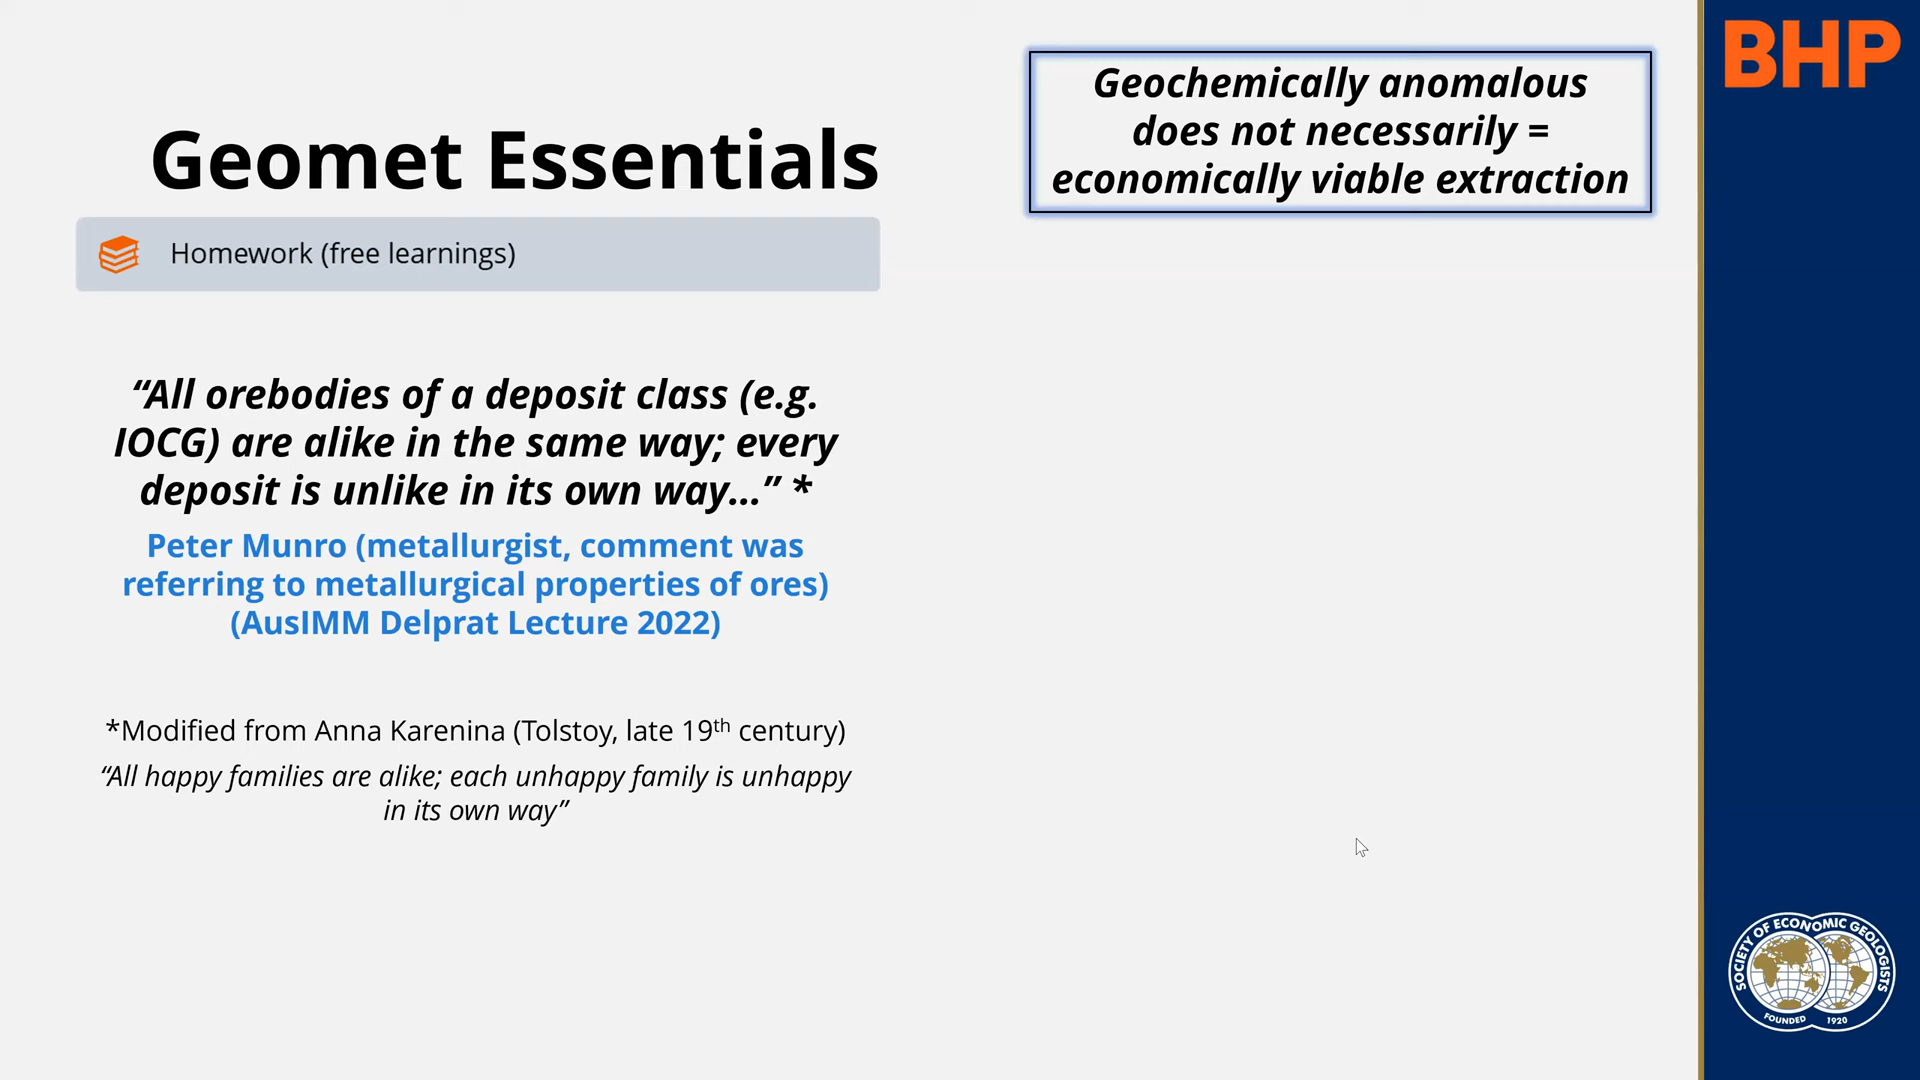 Geomet Essentials
Homework (free learnings)
“All orebodies of a deposit class (e.g.
IOCG) are alike in the same way; every
deposit is unlike in its own way...” *
Peter Munro (metallurgist, comment was
referring to metallurgical properties of ores)
(AusIMM Delprat Lecture 2022)
*Modified from Anna Karenina (Tolstoy, late 19th century)
“All happy families are alike; each unhappy family is unhappy
in its own way”
Geochemically anomalous
does not necessarily =
economically viable extraction
BHP
SOCIETY OF ECONOMIC GEOLOGISTS
FOUNDED 1920